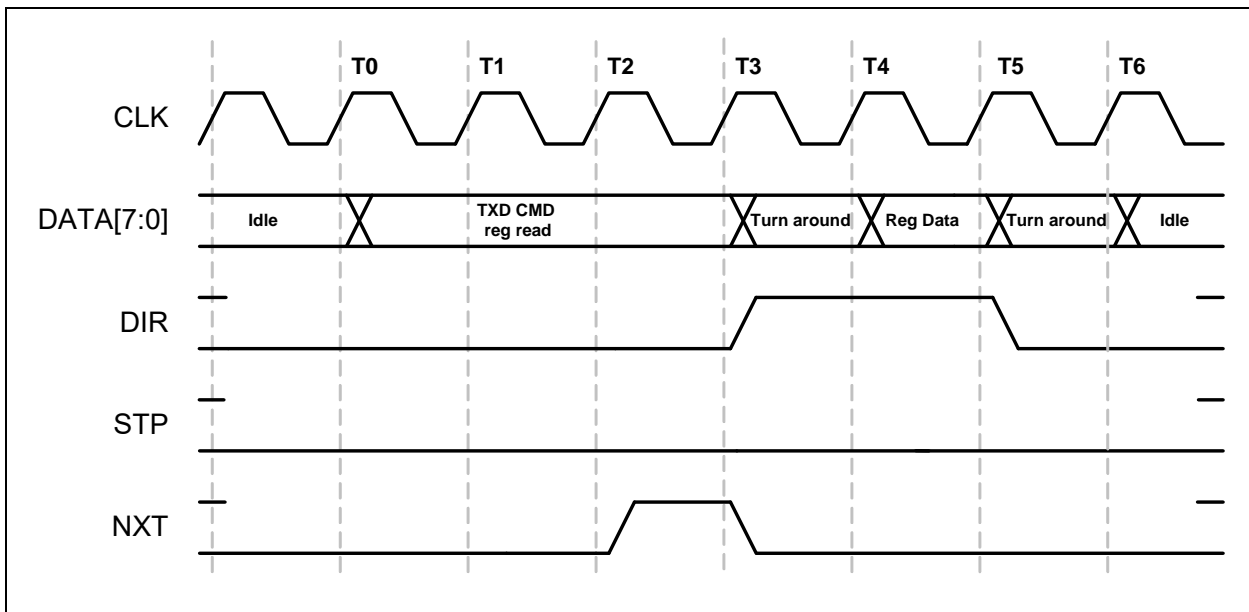 T0 T1 T2 T3 T4 T5 T6
CLK
DATA[7:0]
Idle
TXD CMD
reg read
Turn around
Reg Data
Turn around
Idle
DIR
STP
NXT